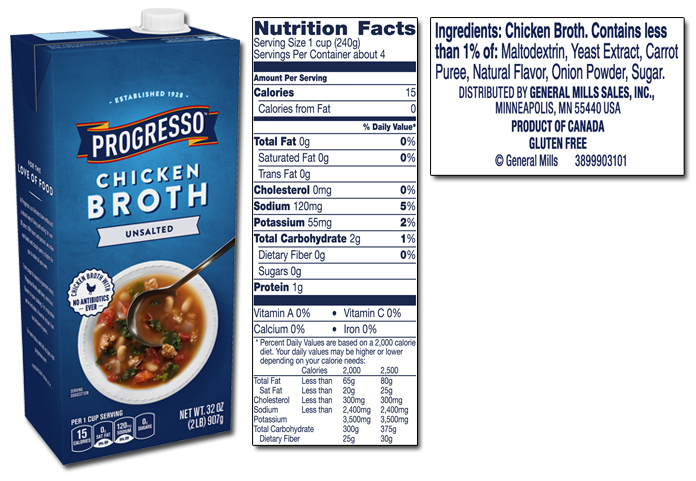 • ESTABLISHED 1928 •
PROGRESSO
CHICKEN
BROTH
UNSALTED
FOR THE
LOVE OF FOOD
CHICKEN BROTH WITH
NO ANTIBIOTICS
EVER
SERVING
SUGGESTION
PER 1 CUP SERVING
15 CALORIES
0g SAT FAT 0% DV
120mg SODIUM 5% DV
0g SUGARS
NET WT. 32 OZ
(2 LB) 907g
Nutrition Facts
Serving Size 1 cup (240g)
Servings Per Container about 4
Amount Per Serving
Calories 15
Calories from Fat 0
% Daily Value*
Total Fat 0g 0%
Saturated Fat 0g 0%
Trans Fat 0g
Cholesterol 0mg 0%
Sodium 120mg 5%
Potassium 55mg 2%
Total Carbohydrate 2g 1%
Dietary Fiber 0g 0%
Sugars 0g
Protein 1g
Vitamin A 0% • Vitamin C 0%
Calcium 0% • Iron 0%
* Percent Daily Values are based on a 2,000 calorie
diet. Your daily values may be higher or lower
depending on your calorie needs:
Calories 2,000 2,500
Total Fat Less than 65g 80g
Sat Fat Less than 20g 25g
Cholesterol Less than 300mg 300mg
Sodium Less than 2,400mg 2,400mg
Potassium 3,500mg 3,500mg
Total Carbohydrate 300g 375g
Dietary Fiber 25g 30g
Ingredients: Chicken Broth. Contains less
than 1% of: Maltodextrin, Yeast Extract, Carrot
Puree, Natural Flavor, Onion Powder, Sugar.
DISTRIBUTED BY GENERAL MILLS SALES, INC.,
MINNEAPOLIS, MN 55440 USA
PRODUCT OF CANADA
GLUTEN FREE
© General Mills 3899903101